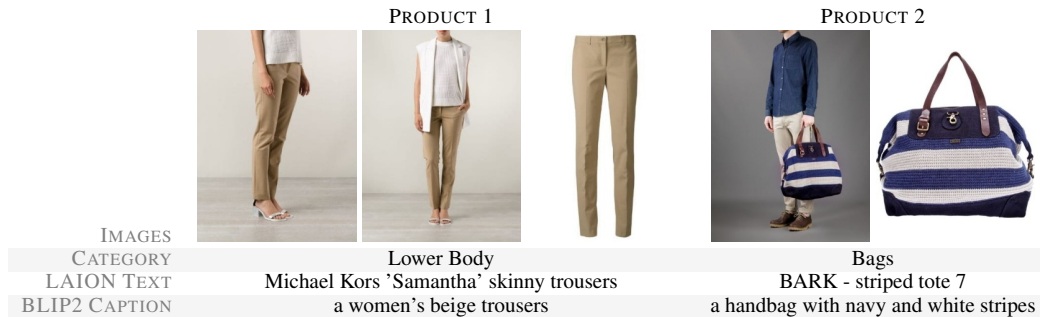 PRODUCT 1 PRODUCT 2
IMAGES
CATEGORY Lower Body Bags
LAION TEXT Michael Kors 'Samantha' skinny trousers BARK - striped tote 7
BLIP2 CAPTION a women's beige trousers a handbag with navy and white stripes